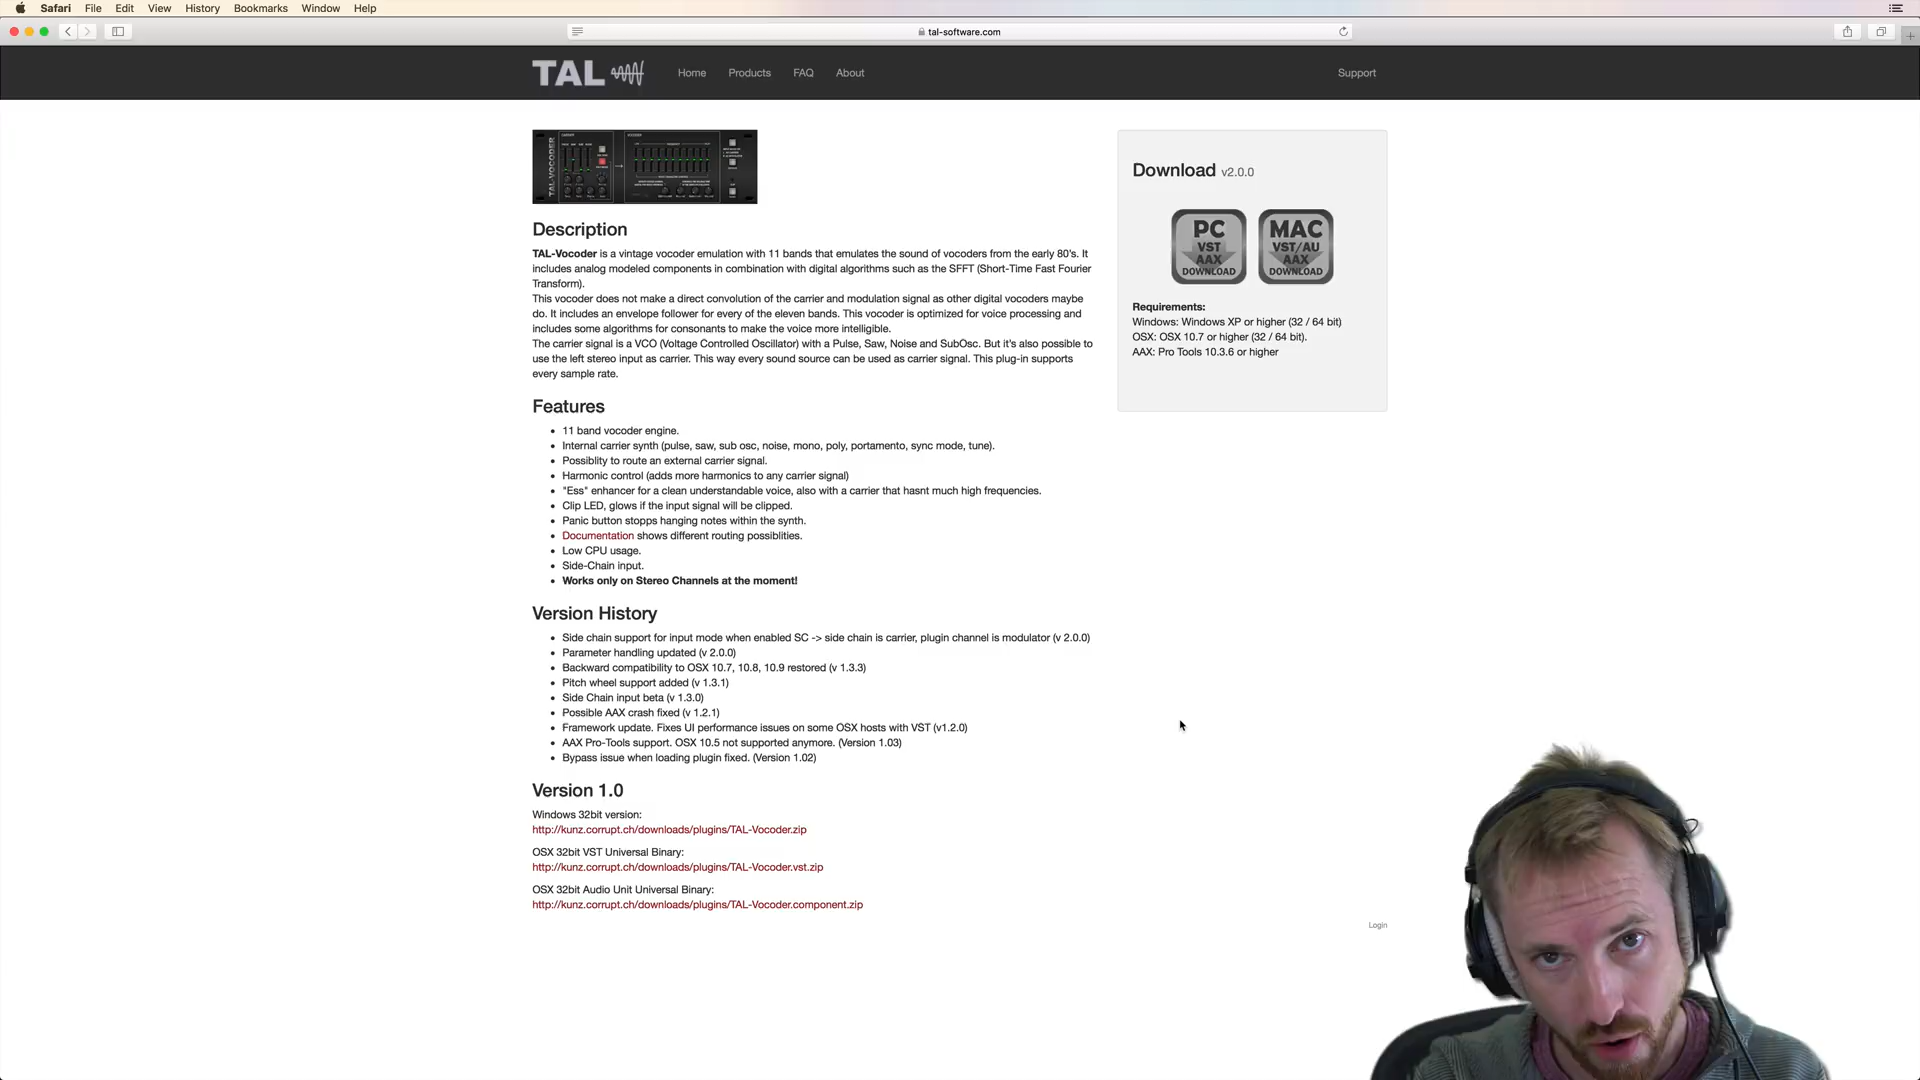 Safari File Edit View History Bookmarks Window Help
tal-software.com
TAL Home Products FAQ About Support
Download v2.0.0
PC VST AAX DOWNLOAD
MAC VST/AU AAX DOWNLOAD
Requirements:
Windows: Windows XP or higher (32 / 64 bit)
OSX: OSX 10.7 or higher (32 / 64 bit).
AAX: Pro Tools 10.3.6 or higher
TAL-VOCODER
Description
TAL-Vocoder is a vintage vocoder emulation with 11 bands that emulates the sound of vocoders from the early 80's. It
includes analog modeled components in combination with digital algorithms such as the SFFT (Short-Time Fast Fourier
Transform).
This vocoder does not make a direct convolution of the carrier and modulation signal as other digital vocoders maybe
do. It includes an envelope follower for every of the eleven bands. This vocoder is optimized for voice processing and
includes some algorithms for consonants to make the voice more intelligible.
The carrier signal is a VCO (Voltage Controlled Oscillator) with a Pulse, Saw, Noise and SubOsc. But it's also possible to
use the left stereo input as carrier. This way every sound source can be used as carrier signal. This plug-in supports
every sample rate.
Features
• 11 band vocoder engine.
• Internal carrier synth (pulse, saw, sub osc, noise, mono, poly, portamento, sync mode, tune).
• Possiblity to route an external carrier signal.
• Harmonic control (adds more harmonics to any carrier signal)
• "Ess" enhancer for a clean understandable voice, also with a carrier that hasnt much high frequencies.
• Clip LED, glows if the input signal will be clipped.
• Panic button stopps hanging notes within the synth.
• Documentation shows different routing possiblities.
• Low CPU usage.
• Side-Chain input.
• Works only on Stereo Channels at the moment!
Version History
• Side chain support for input mode when enabled SC -> side chain is carrier, plugin channel is modulator (v 2.0.0)
• Parameter handling updated (v 2.0.0)
• Backward compatibility to OSX 10.7, 10.8, 10.9 restored (v 1.3.3)
• Pitch wheel support added (v 1.3.1)
• Side Chain input beta (v 1.3.0)
• Possible AAX crash fixed (v 1.2.1)
• Framework update. Fixes UI performance issues on some OSX hosts with VST (v1.2.0)
• AAX Pro-Tools support. OSX 10.5 not supported anymore. (Version 1.03)
• Bypass issue when loading plugin fixed. (Version 1.02)
Version 1.0
Windows 32bit version:
http://kunz.corrupt.ch/downloads/plugins/TAL-Vocoder.zip
OSX 32bit VST Universal Binary:
http://kunz.corrupt.ch/downloads/plugins/TAL-Vocoder.vst.zip
OSX 32bit Audio Unit Universal Binary:
http://kunz.corrupt.ch/downloads/plugins/TAL-Vocoder.component.zip
Login